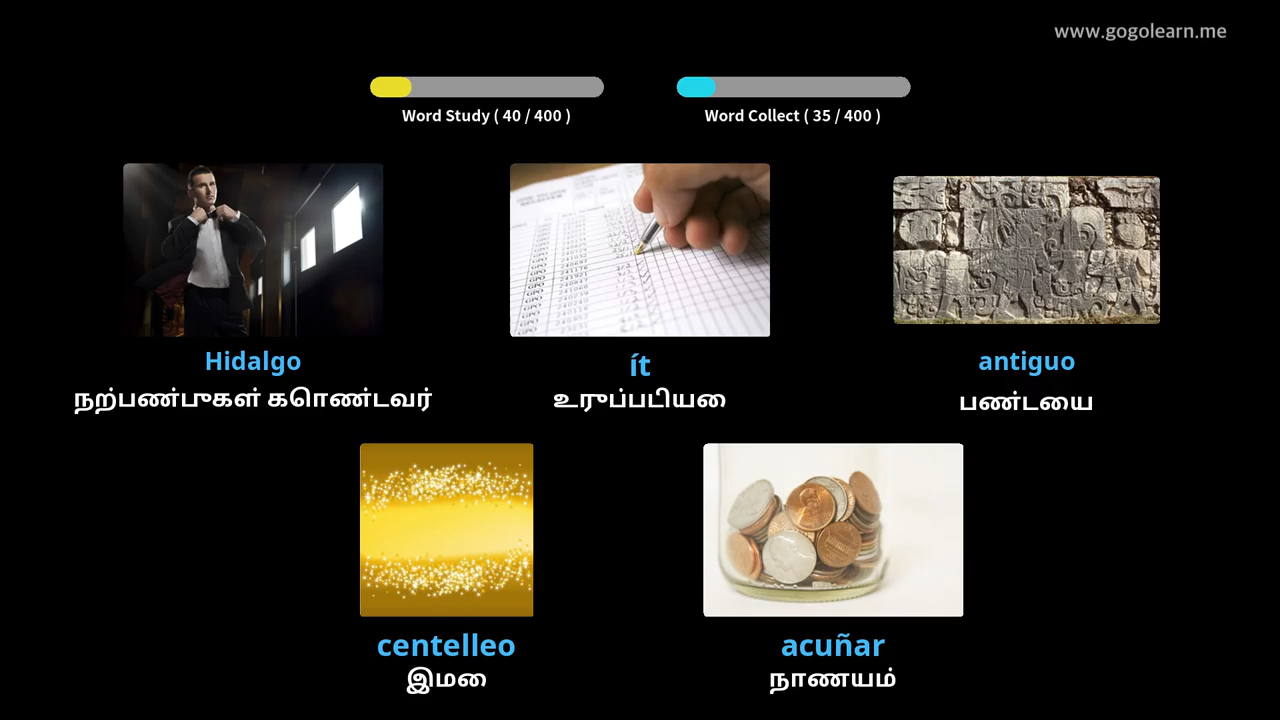 www.gogolearn.me
Word Study ( 40 / 400 )
Word Collect ( 35 / 400 )
Hidalgo
ít
antiguo
நற்பண்புகள் கொண்டவர்
உருப்படியை
பண்டைய
centelleo
acuñar
இமை
நாணயம்